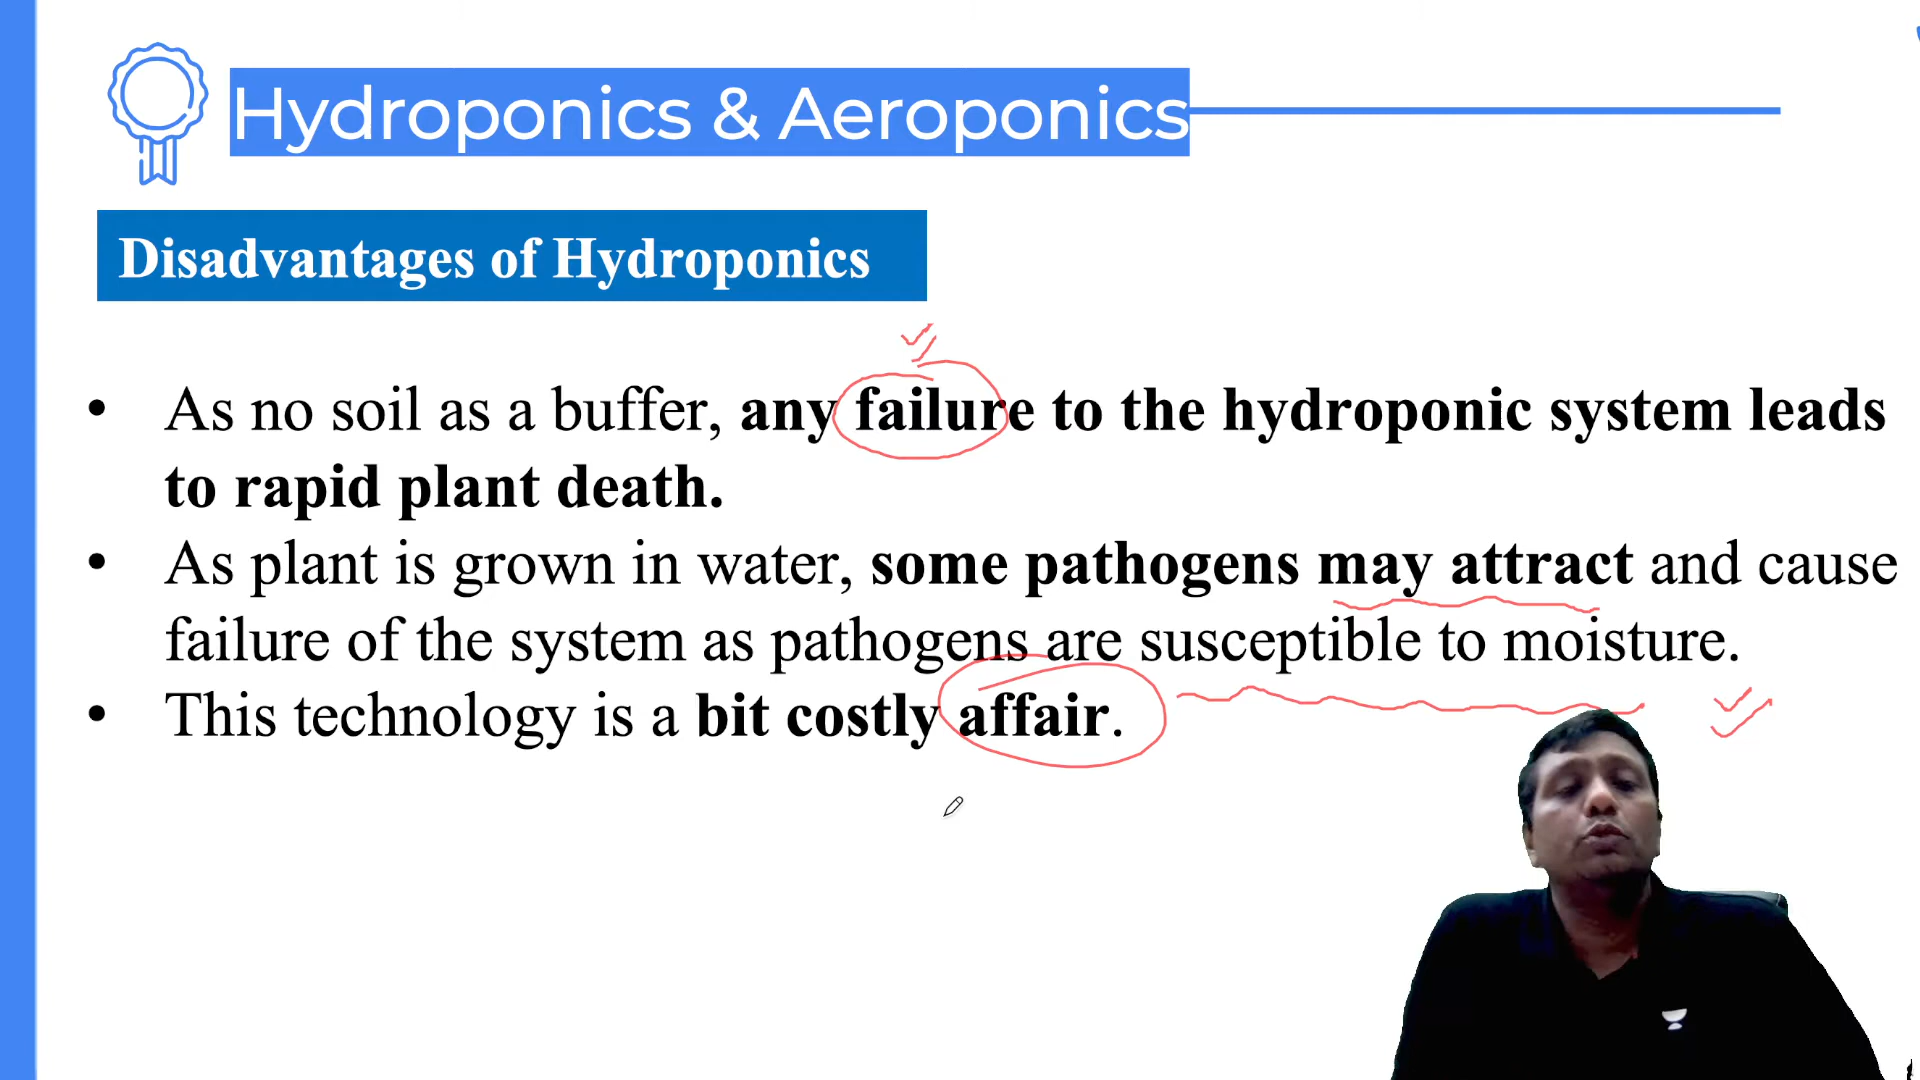 Hydroponics & Aeroponics
Disadvantages of Hydroponics
• As no soil as a buffer, any failure to the hydroponic system leads
to rapid plant death.
• As plant is grown in water, some pathogens may attract and cause
failure of the system as pathogens are susceptible to moisture.
• This technology is a bit costly affair.